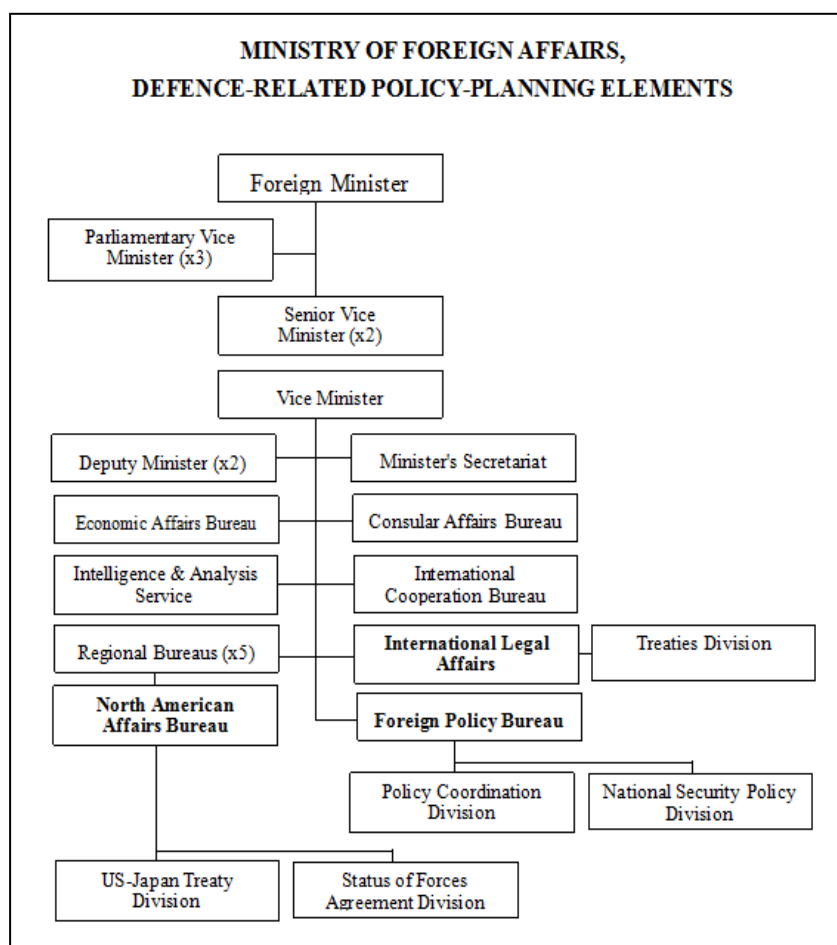 MINISTRY OF FOREIGN AFFAIRS,
DEFENCE-RELATED POLICY-PLANNING ELEMENTS
Foreign Minister
Parliamentary Vice
Minister (x3)
Senior Vice
Minister (x2)
Vice Minister
Deputy Minister (x2)
Minister's Secretariat
Economic Affairs Bureau
Consular Affairs Bureau
Intelligence & Analysis
Service
International
Cooperation Bureau
Regional Bureaus (x5)
International Legal
Affairs
Treaties Division
North American
Affairs Bureau
Foreign Policy Bureau
Policy Coordination
Division
National Security Policy
Division
US-Japan Treaty
Division
Status of Forces
Agreement Division